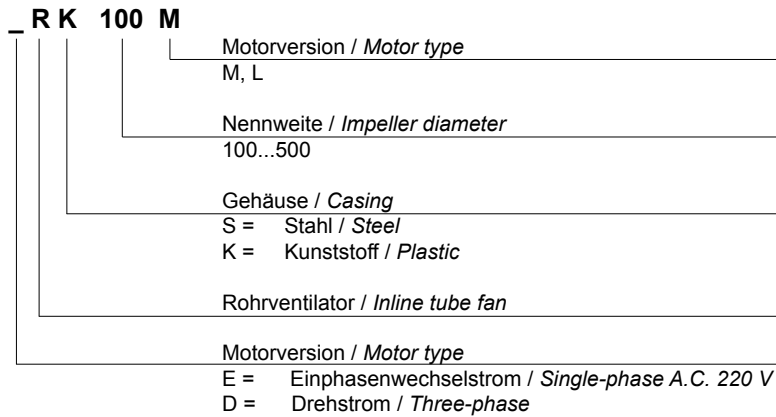 _ R K 100 M
Motorversion / Motor type
M, L
Nennweite / Impeller diameter
100...500
Gehäuse / Casing
S = Stahl / Steel
K = Kunststoff / Plastic
Rohrventilator / Inline tube fan
Motorversion / Motor type
E = Einphasenwechselstrom / Single-phase A.C. 220 V
D = Drehstrom / Three-phase